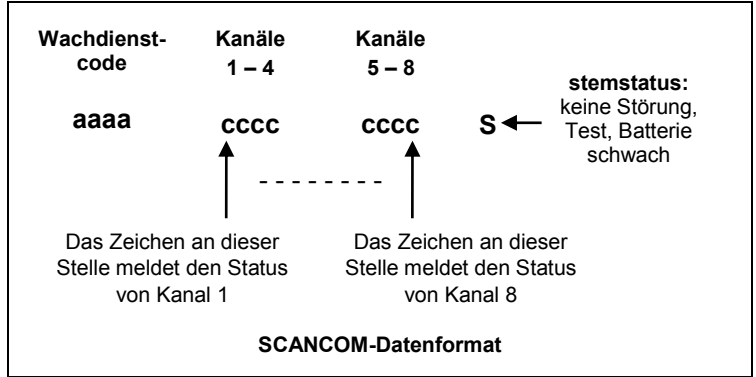 Wachdienst-
code
Kanäle
1 – 4
Kanäle
5 – 8
stemstatus:
keine Störung,
Test, Batterie
schwach
aaaa cccc cccc S
Das Zeichen an dieser
Stelle meldet den Status
von Kanal 1
Das Zeichen an dieser
Stelle meldet den Status
von Kanal 8
SCANCOM-Datenformat